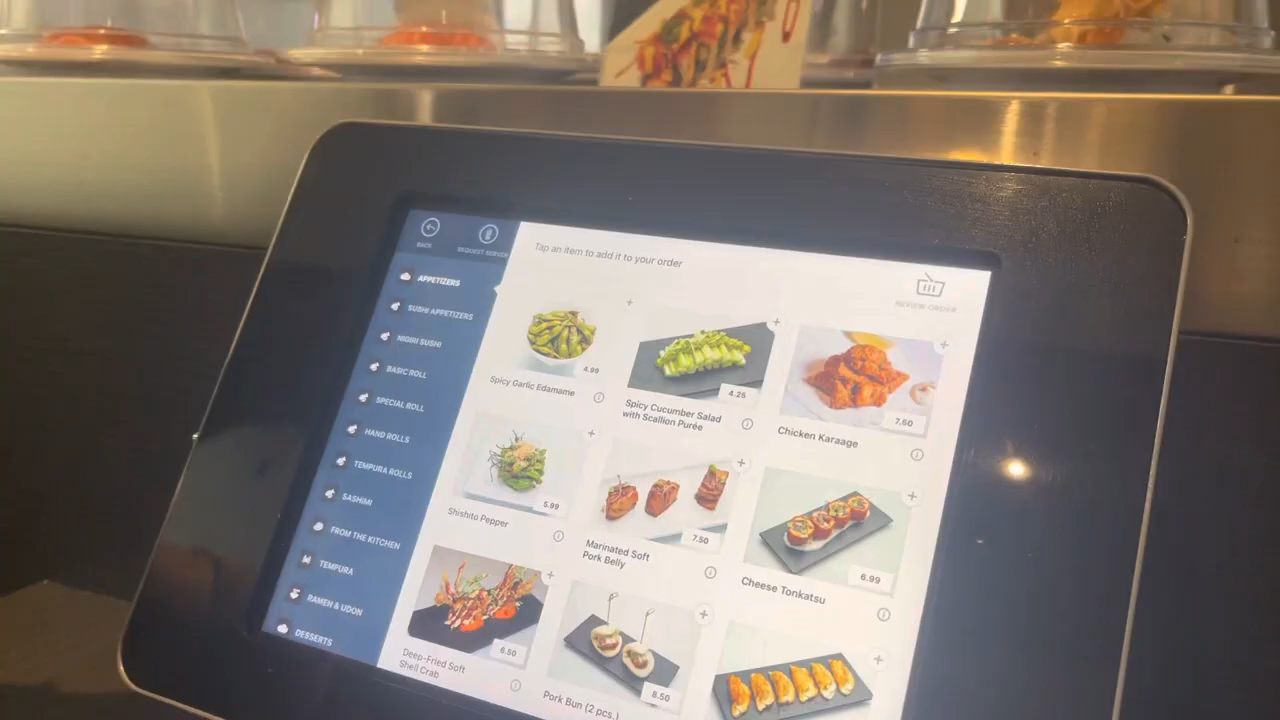 BACK
REQUEST SERVER
APPETIZERS
SUSHI APPETIZERS
NIGIRI SUSHI
BASIC ROLL
SPECIAL ROLL
HAND ROLLS
TEMPURA ROLLS
SASHIMI
FROM THE KITCHEN
TEMPURA
RAMEN & UDON
DESSERTS
Tap an item to add it to your order
REVIEW ORDER
4.99
Spicy Garlic Edamame
4.25
Spicy Cucumber Salad
with Scallion Purée
7.50
Chicken Karaage
5.99
Shishito Pepper
7.50
Marinated Soft
Pork Belly
6.99
Cheese Tonkatsu
6.50
Deep-Fried Soft
Shell Crab
8.50
Pork Bun (2 pcs.)